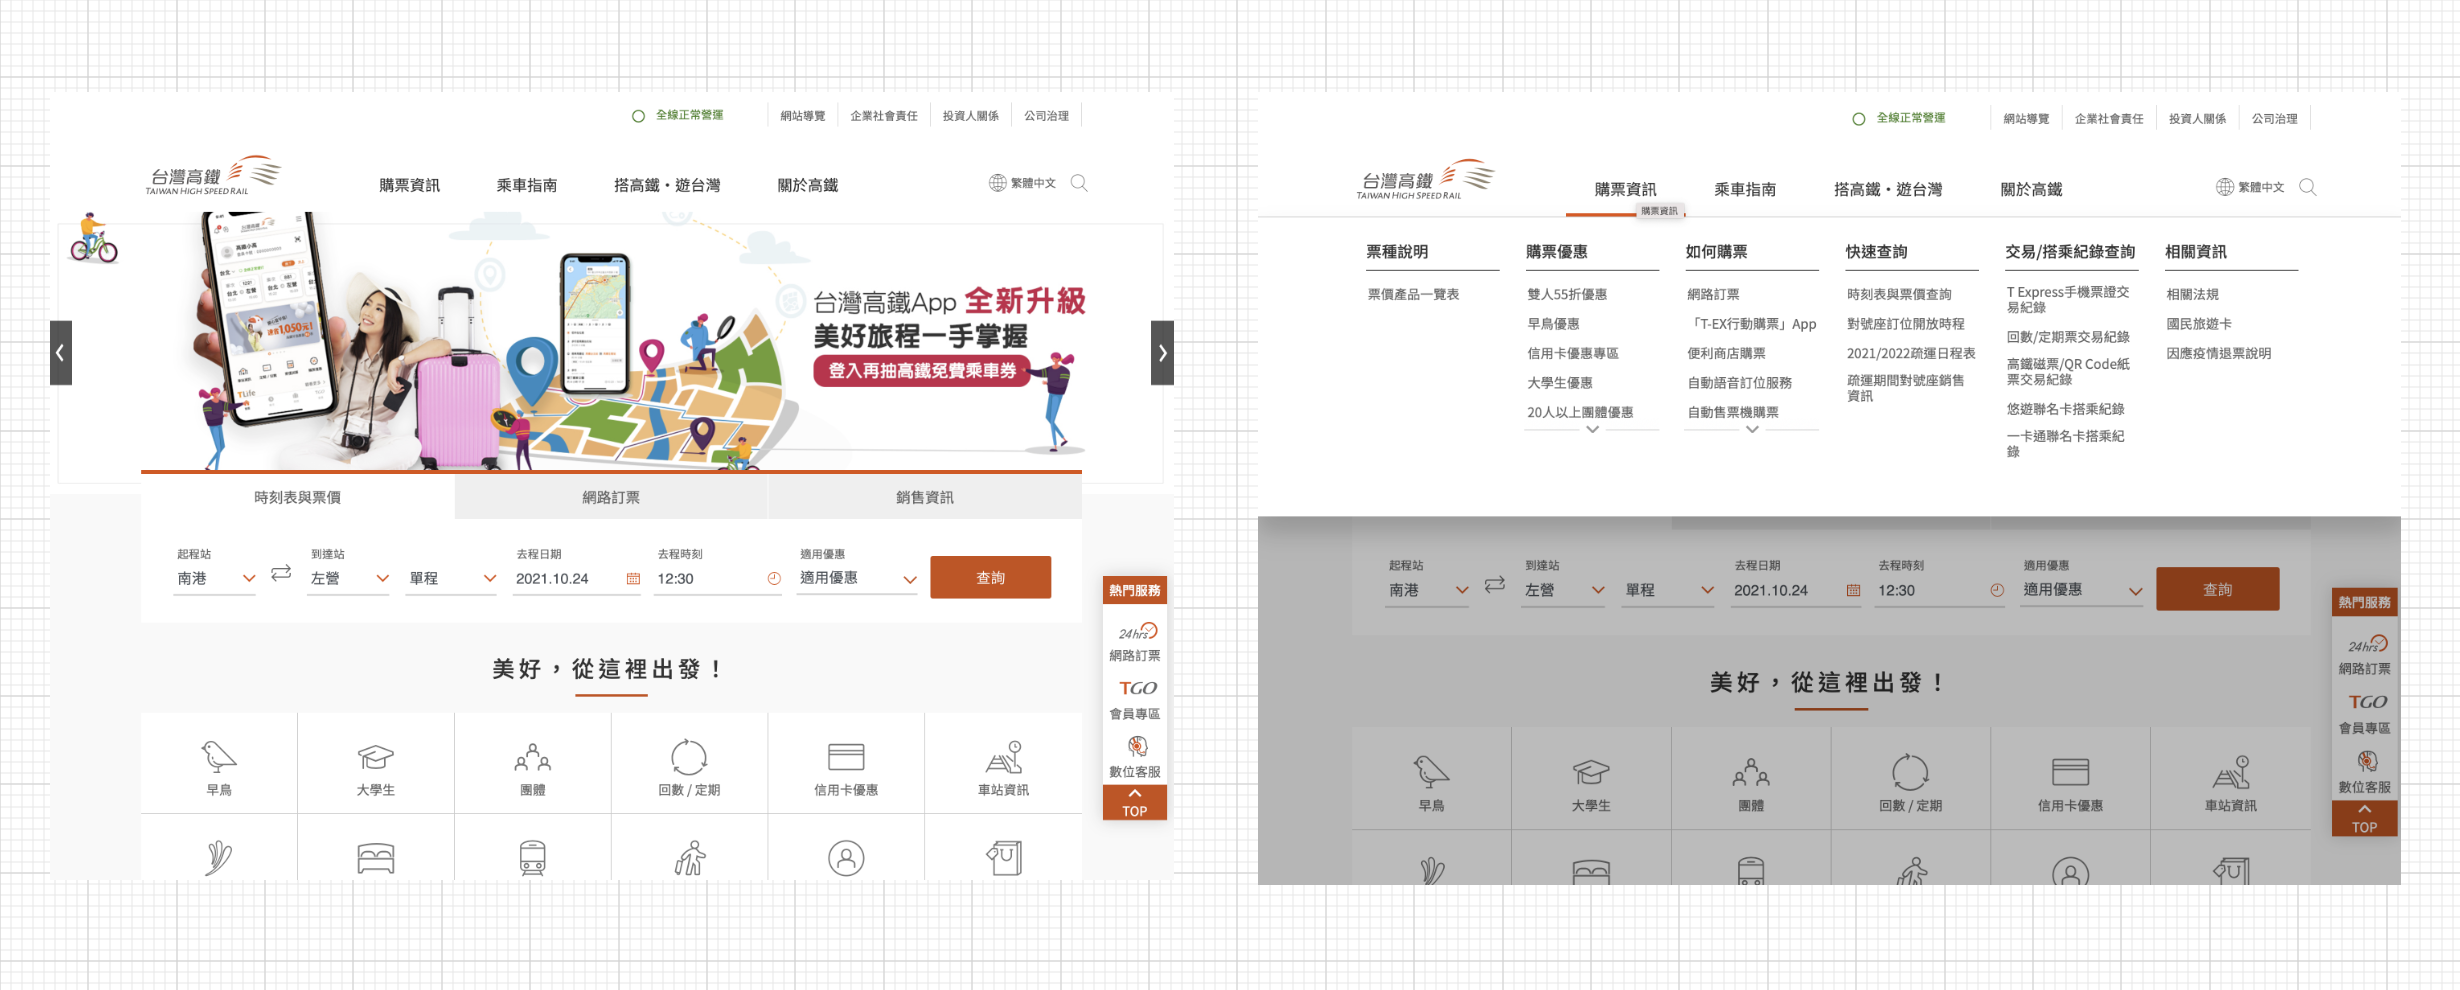 全線正常營運
網站導覽
企業社會責任
投資人關係
公司治理
台灣高鐵
TAIWAN HIGH SPEED RAIL
購票資訊
乘車指南
搭高鐵・遊台灣
關於高鐵
繁體中文
台灣高鐵App 全新升級
美好旅程一手掌握
登入再抽高鐵免費乘車券
TLife
時刻表與票價
網路訂票
銷售資訊
起程站
到達站
去程日期
去程時刻
適用優惠
南港
左營
單程
2021.10.24
12:30
適用優惠
查詢
熱門服務
24hrs
網路訂票
TGO
會員專區
數位客服
TOP
美好，從這裡出發！
早鳥
大學生
團體
回數 / 定期
信用卡優惠
車站資訊
全線正常營運
網站導覽
企業社會責任
投資人關係
公司治理
台灣高鐵
TAIWAN HIGH SPEED RAIL
購票資訊
乘車指南
搭高鐵・遊台灣
關於高鐵
繁體中文
購票資訊
票種說明
票價產品一覽表
購票優惠
雙人55折優惠
早鳥優惠
信用卡優惠專區
大學生優惠
20人以上團體優惠
如何購票
網路訂票
「T-EX行動購票」App
便利商店購票
自動語音訂位服務
自動售票機購票
快速查詢
時刻表與票價查詢
對號座訂位開放時程
2021/2022疏運日程表
疏運期間對號座銷售
資訊
交易/搭乘紀錄查詢
T Express手機票證交
易紀錄
回數/定期票交易紀錄
高鐵磁票/QR Code紙
票交易紀錄
悠遊聯名卡搭乘紀錄
一卡通聯名卡搭乘紀
錄
相關資訊
相關法規
國民旅遊卡
因應疫情退票說明
起程站
到達站
去程日期
去程時刻
適用優惠
南港
左營
單程
2021.10.24
12:30
適用優惠
查詢
熱門服務
24hrs
網路訂票
TGO
會員專區
數位客服
TOP
美好，從這裡出發！
早鳥
大學生
團體
回數 / 定期
信用卡優惠
車站資訊